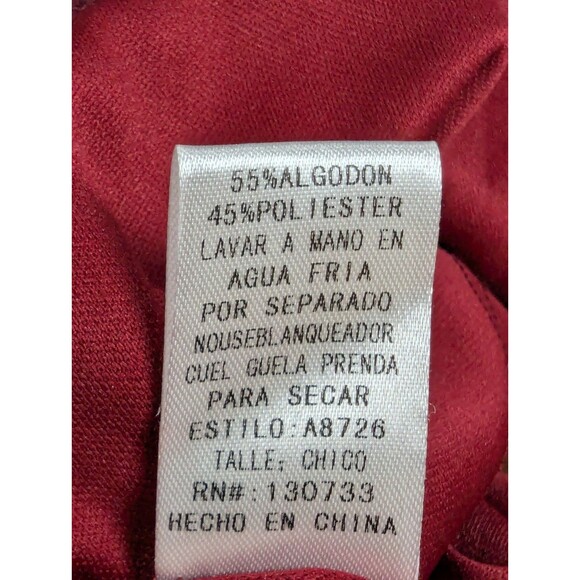 55%ALGODON
45%POLIESTER
LAVAR A MANO EN
AGUA FRIA
POR SEPARADO
NOUSEBLANQUEADOR
CUEL GUELA PRENDA
PARA SECAR
ESTILO:A8726
TALLE: CHICO
RN#:130733
HECHO EN CHINA